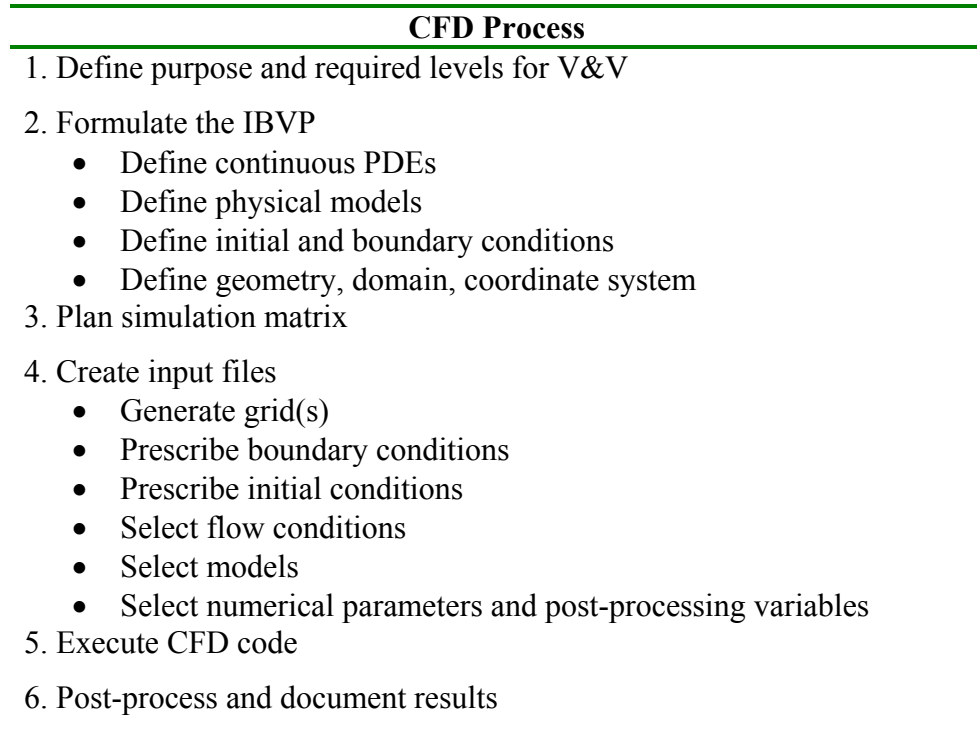 CFD Process
1. Define purpose and required levels for V&V
2. Formulate the IBVP
• Define continuous PDEs
• Define physical models
• Define initial and boundary conditions
• Define geometry, domain, coordinate system
3. Plan simulation matrix
4. Create input files
• Generate grid(s)
• Prescribe boundary conditions
• Prescribe initial conditions
• Select flow conditions
• Select models
• Select numerical parameters and post-processing variables
5. Execute CFD code
6. Post-process and document results